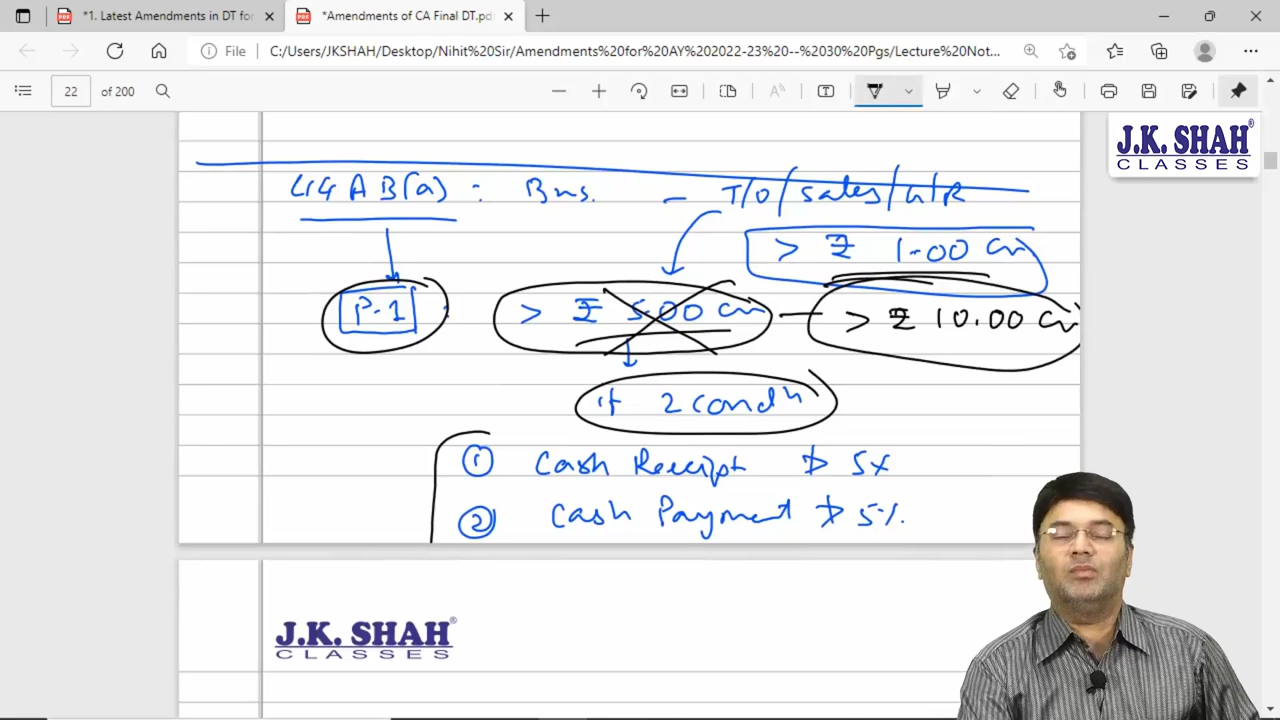 *1. Latest Amendments in DT for
*Amendments of CA Final DT.pdf
File C:/Users/JKSHAH/Desktop/Nihit%20Sir/Amendments%20for%20AY%202022-23%20--%2030%20Pgs/Lecture%20Not...
22 of 200
J.K. SHAH®
CLASSES
44 AB(a) : Bus. - T/O/Sales/G/R
> ₹ 1.00 Cr
P-1 > ₹ 5.00 Cr - > ₹ 10.00 Cr
if 2 condn
① Cash Receipt ≯ 5%
② Cash Payment ≯ 5%.
J.K. SHAH®
CLASSES